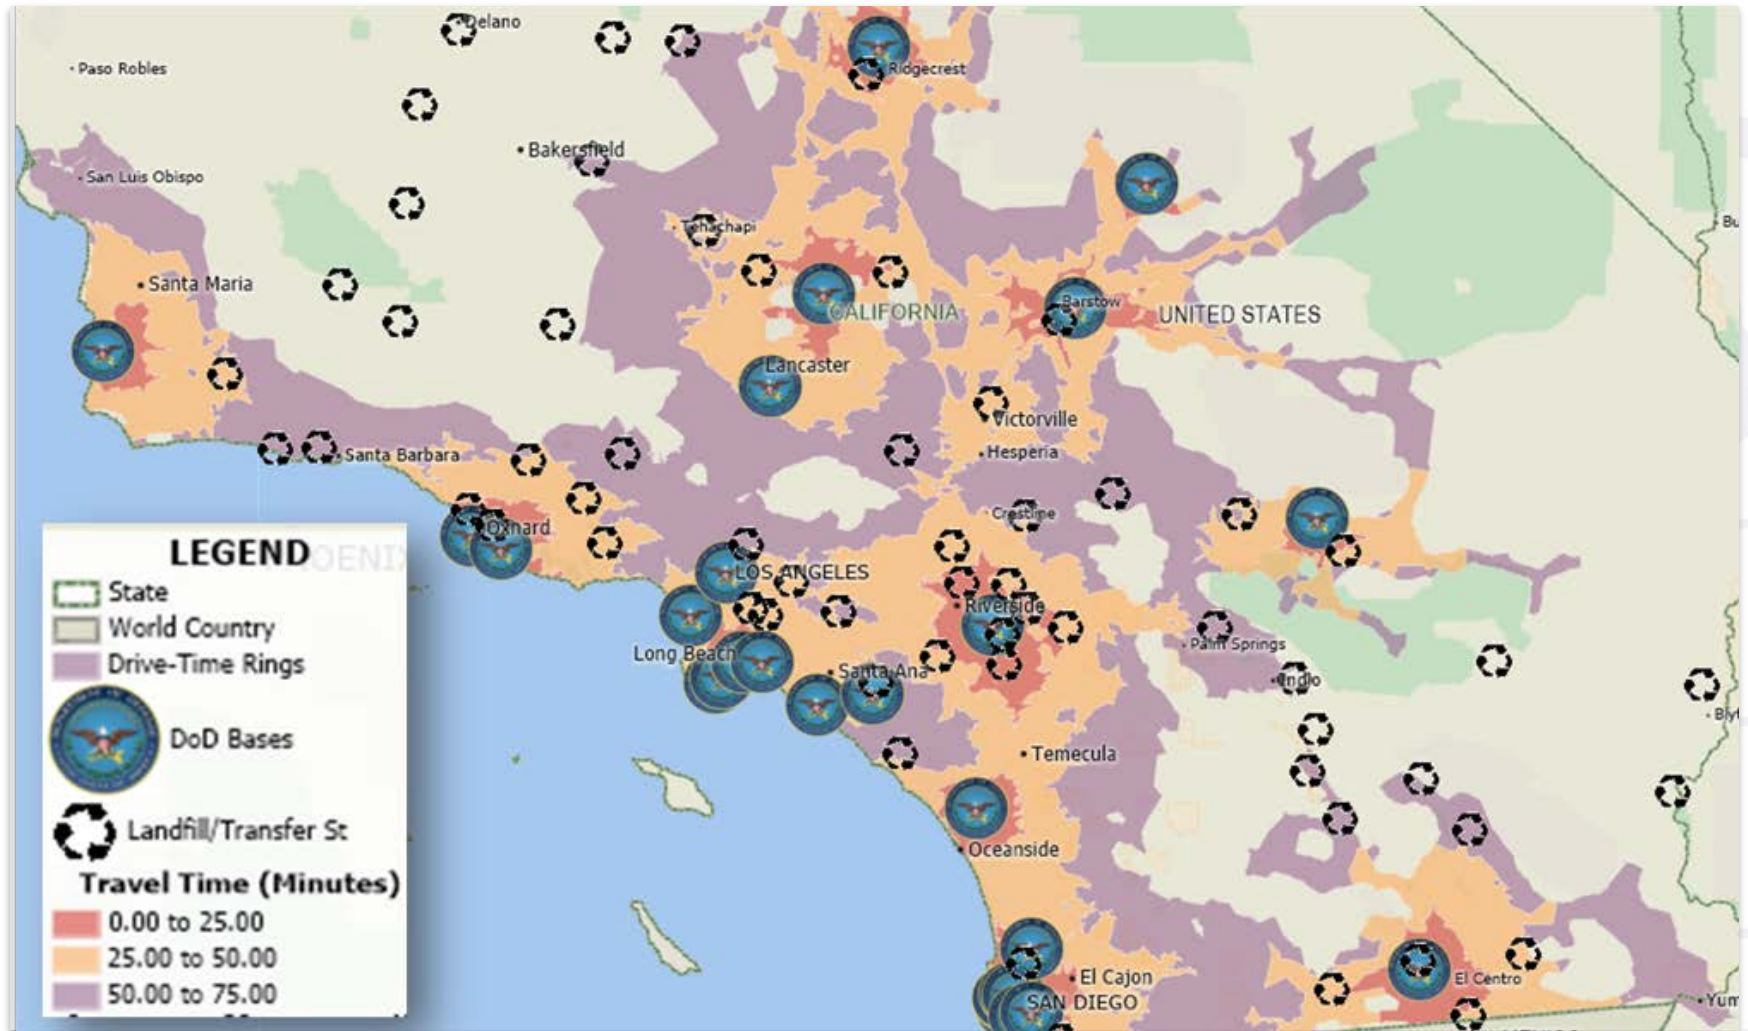 Delano
Paso Robles
Ridgecrest
Bakersfield
San Luis Obispo
Tehachapi
Santa Maria
Barstow
CALIFORNIA
UNITED STATES
Lancaster
Victorville
Santa Barbara
Hesperia
Crestline
Oxnard
LOS ANGELES
Riverside
Long Beach
Palm Springs
Santa Ana
Indio
Temecula
Oceanside
El Cajon
El Centro
SAN DIEGO
LEGEND
State
World Country
Drive-Time Rings
DoD Bases
Landfill/Transfer St
Travel Time (Minutes)
0.00 to 25.00
25.00 to 50.00
50.00 to 75.00